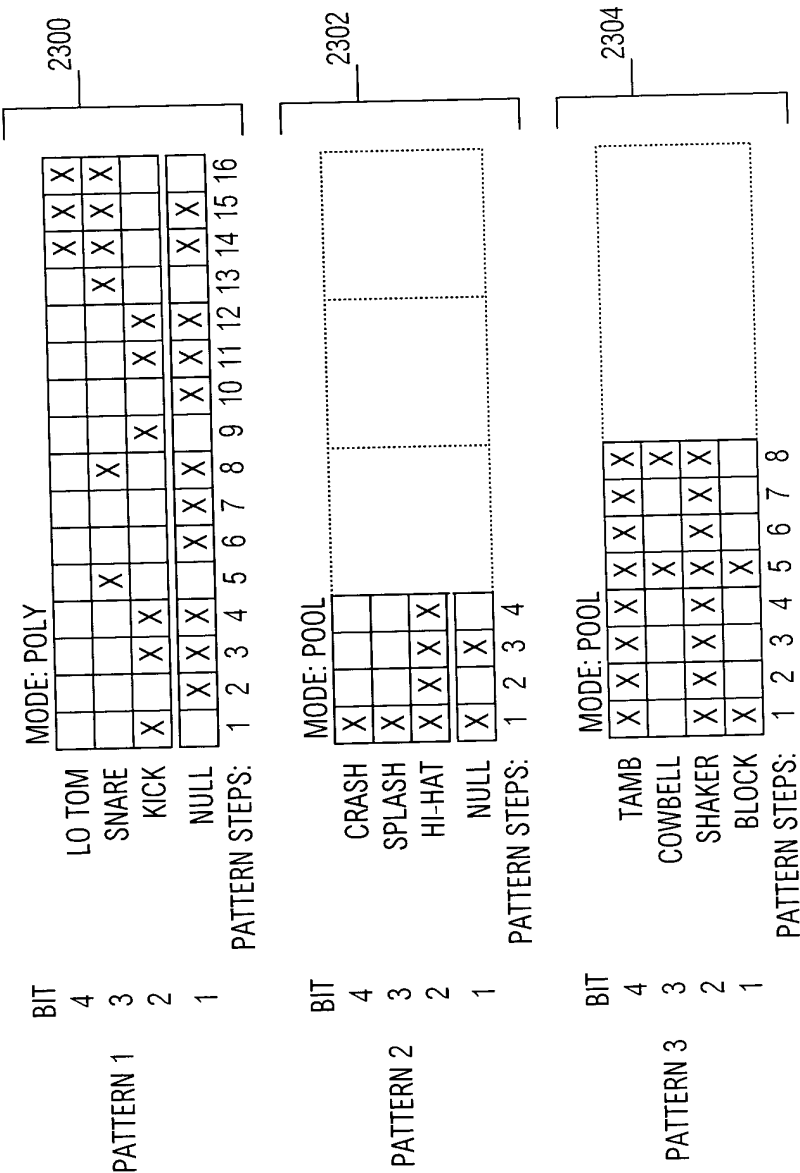 BIT MODE: POLY
4 LO TOM X X X
3 SNARE X X X X X X
PATTERN 1 2 KICK X X X X X X
1 NULL X X X X X X X X X X X
PATTERN STEPS: 1 2 3 4 5 6 7 8 9 10 11 12 13 14 15 16
2300
BIT MODE: POOL
4 CRASH X
3 SPLASH X
PATTERN 2 2 HI-HAT X X X X
1 NULL X X
PATTERN STEPS: 1 2 3 4
2302
BIT MODE: POOL
4 TAMB X X X X X X X X
3 COWBELL X X
PATTERN 3 2 SHAKER X X X X X X X X
1 BLOCK X X
PATTERN STEPS: 1 2 3 4 5 6 7 8
2304